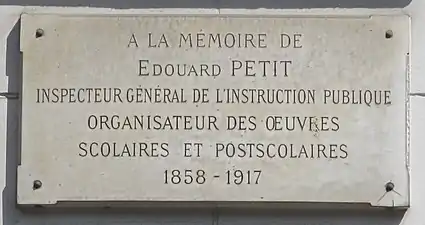 A LA MÉMOIRE DE
EDOUARD PETIT
INSPECTEUR GÉNÉRAL DE L'INSTRUCTION PUBLIQUE
ORGANISATEUR DES ŒUVRES
SCOLAIRES ET POSTSCOLAIRES
1858 - 1917